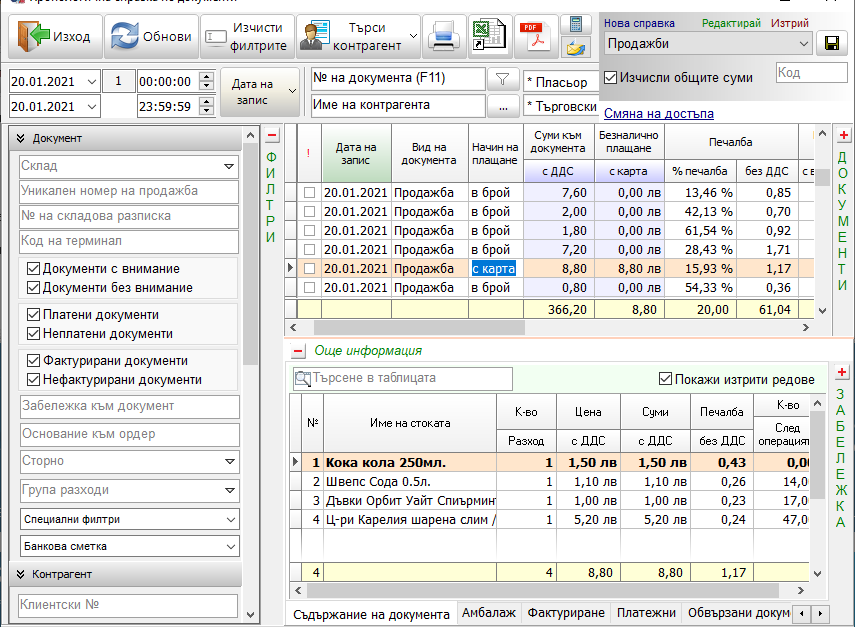 Изход
Обнови
Изчисти филтрите
Търси контрагент
PDF
Нова справка
Редактирай
Изтрий
Продажби
Изчисли общите суми
Код
Смяна на достъпа
20.01.2021
1
00:00:00
20.01.2021
23:59:59
Дата на запис
№ на документа (F11)
* Пласьор
Име на контрагента
...
* Търговски
Документ
Склад
Уникален номер на продажба
№ на складова разписка
Код на терминал
Документи с внимание
Документи без внимание
Платени документи
Неплатени документи
Фактурирани документи
Нефактурирани документи
Забележка към документ
Основание към ордер
Сторно
Група разходи
Специални филтри
Банкова сметка
Контрагент
Клиентски №
ФИЛТРИ
! Дата на запис Вид на документа Начин на плащане Суми към документа Безналично плащане Печалба
с ДДС с карта % печалба без ДДС с в
20.01.2021 Продажба в брой 7,60 0,00 лв 13,46 % 0,85
20.01.2021 Продажба в брой 2,00 0,00 лв 42,13 % 0,70
20.01.2021 Продажба в брой 1,80 0,00 лв 61,54 % 0,92
20.01.2021 Продажба в брой 7,20 0,00 лв 28,43 % 1,71
20.01.2021 Продажба с карта 8,80 8,80 лв 15,93 % 1,17
20.01.2021 Продажба в брой 0,80 0,00 лв 54,33 % 0,36
366,20 8,80 20,00 61,04
ДОКУМЕНТИ
Още информация
Търсене в таблицата
Покажи изтрити редове
№ Име на стоката К-во Цена Суми Печалба К-во
Разход с ДДС с ДДС без ДДС След операция
1 Кока кола 250мл. 1 1,50 лв 1,50 лв 0,43 0,00
2 Швепс Сода 0.5л. 1 1,10 лв 1,10 лв 0,26 14,0
3 Дъвки Орбит Уайт Спиърминт 1 1,00 лв 1,00 лв 0,23 17,0
4 Ц-ри Карелия шарена слим / 1 5,20 лв 5,20 лв 0,24 47,0
4 4 8,80 8,80 1,17
ЗАБЕЛЕЖКА
Съдържание на документа
Амбалаж
Фактуриране
Платежни
Обвързани докум